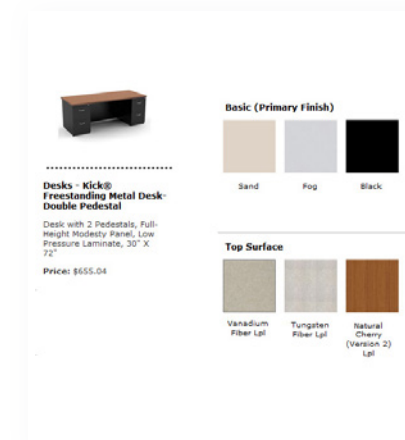 Desks - Kick®
Freestanding Metal Desk-
Double Pedestal
Desk with 2 Pedestals, Full-
Height Modesty Panel, Low
Pressure Laminate, 30" X
72"
Price: $655.04
Basic (Primary Finish)
Sand
Fog
Black
Top Surface
Vanadium
Fiber Lpl
Tungsten
Fiber Lpl
Natural
Cherry
(Version 2)
Lpl